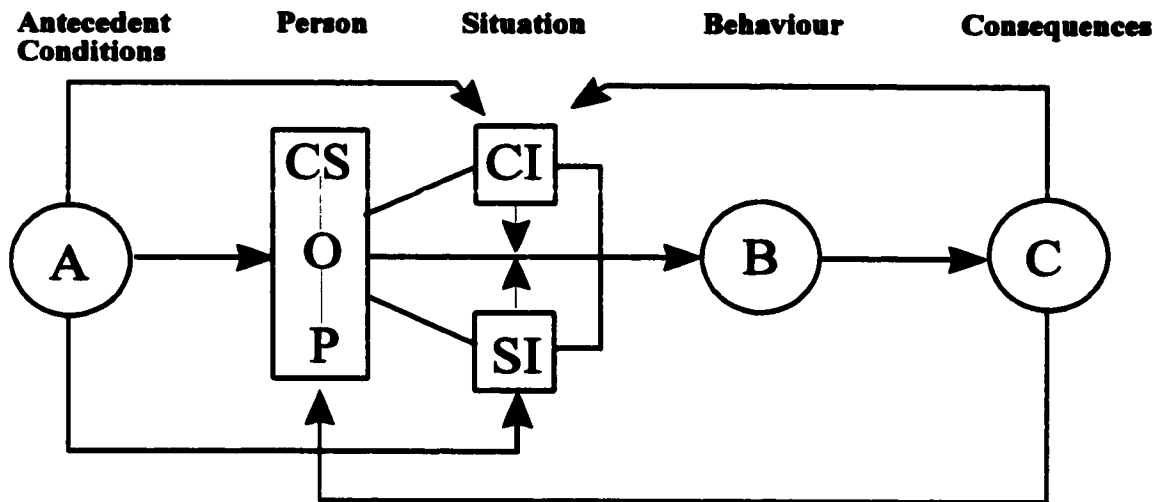 Antecedent Conditions
Person
Situation
Behaviour
Consequences
CS
CI
A
O
B
C
P
SI